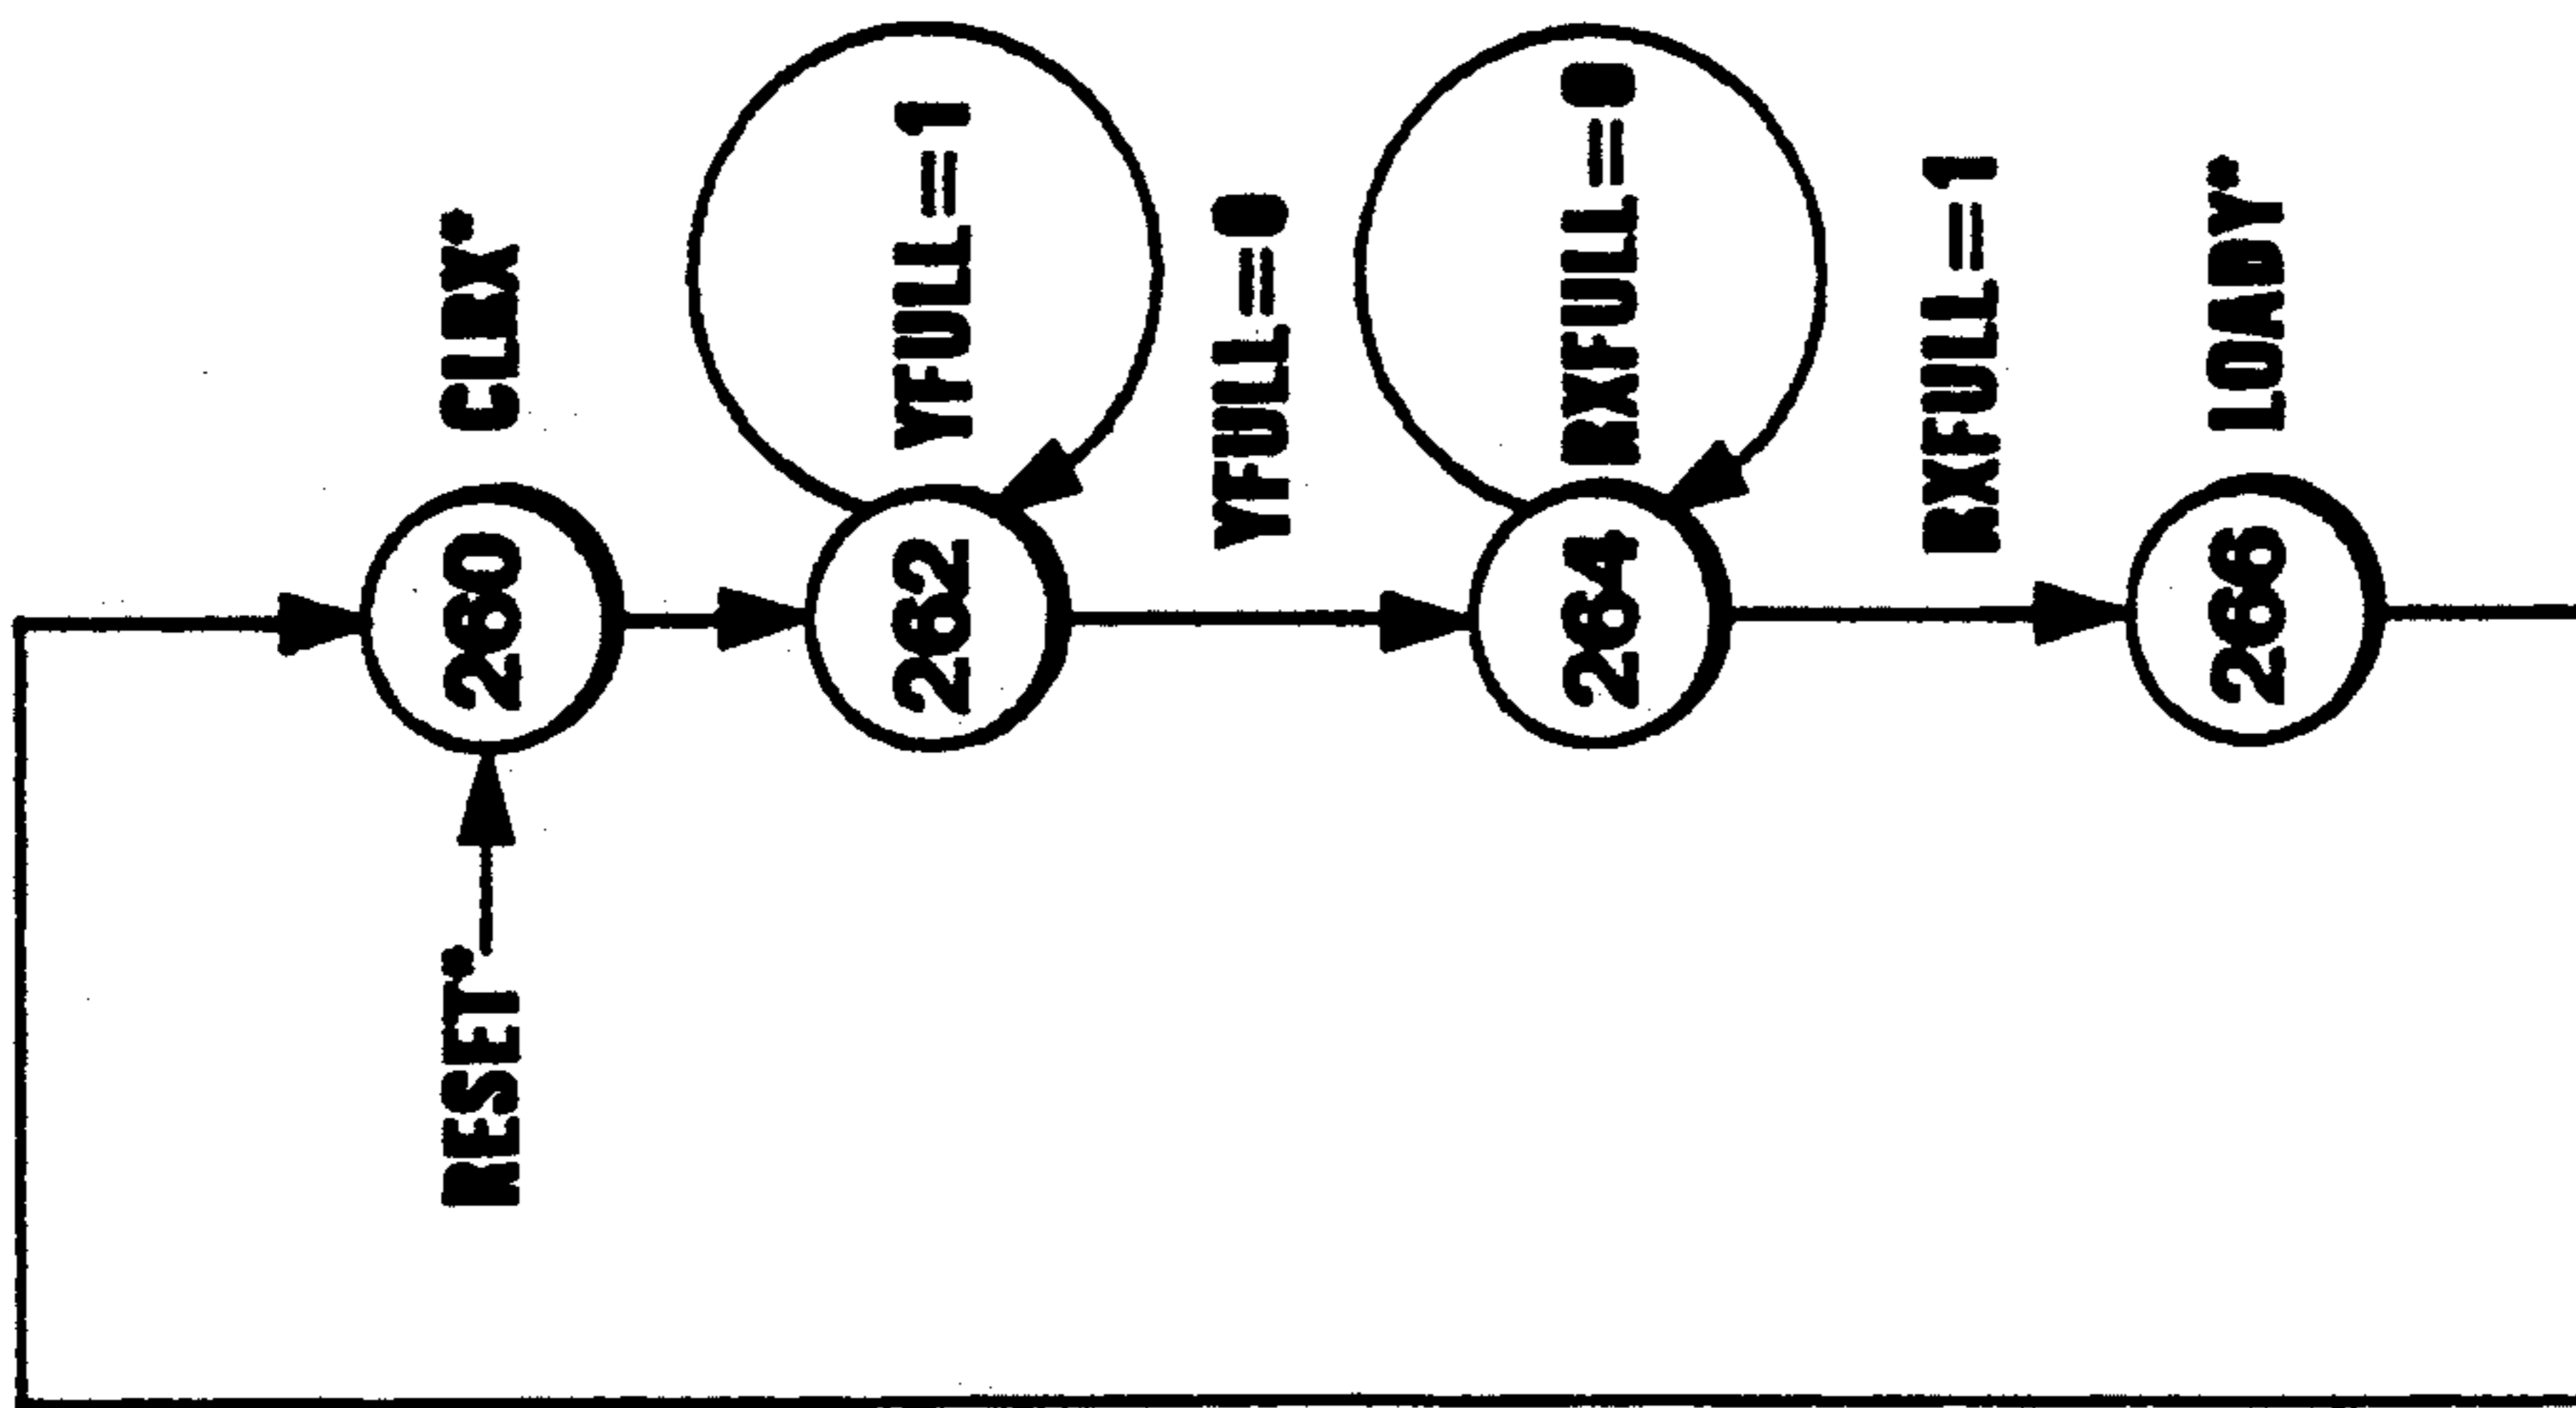 RESET*
260
CLRX*
262
YFULL=1
YFULL=0
264
RXFULL=0
RXFULL=1
266
LOADY*